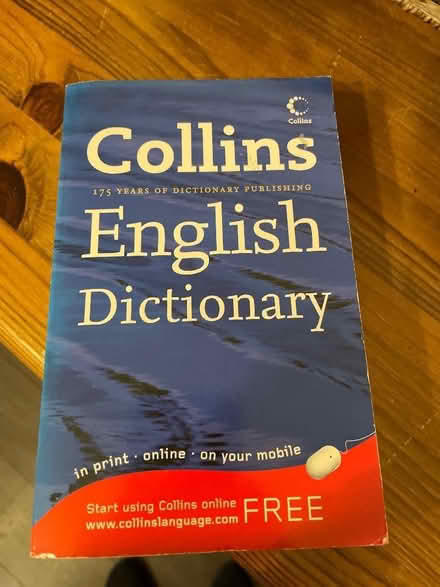 Collins
Collins
175 YEARS OF DICTIONARY PUBLISHING
English
Dictionary
in print · online · on your mobile
Start using Collins online FREE
www.collinslanguage.com